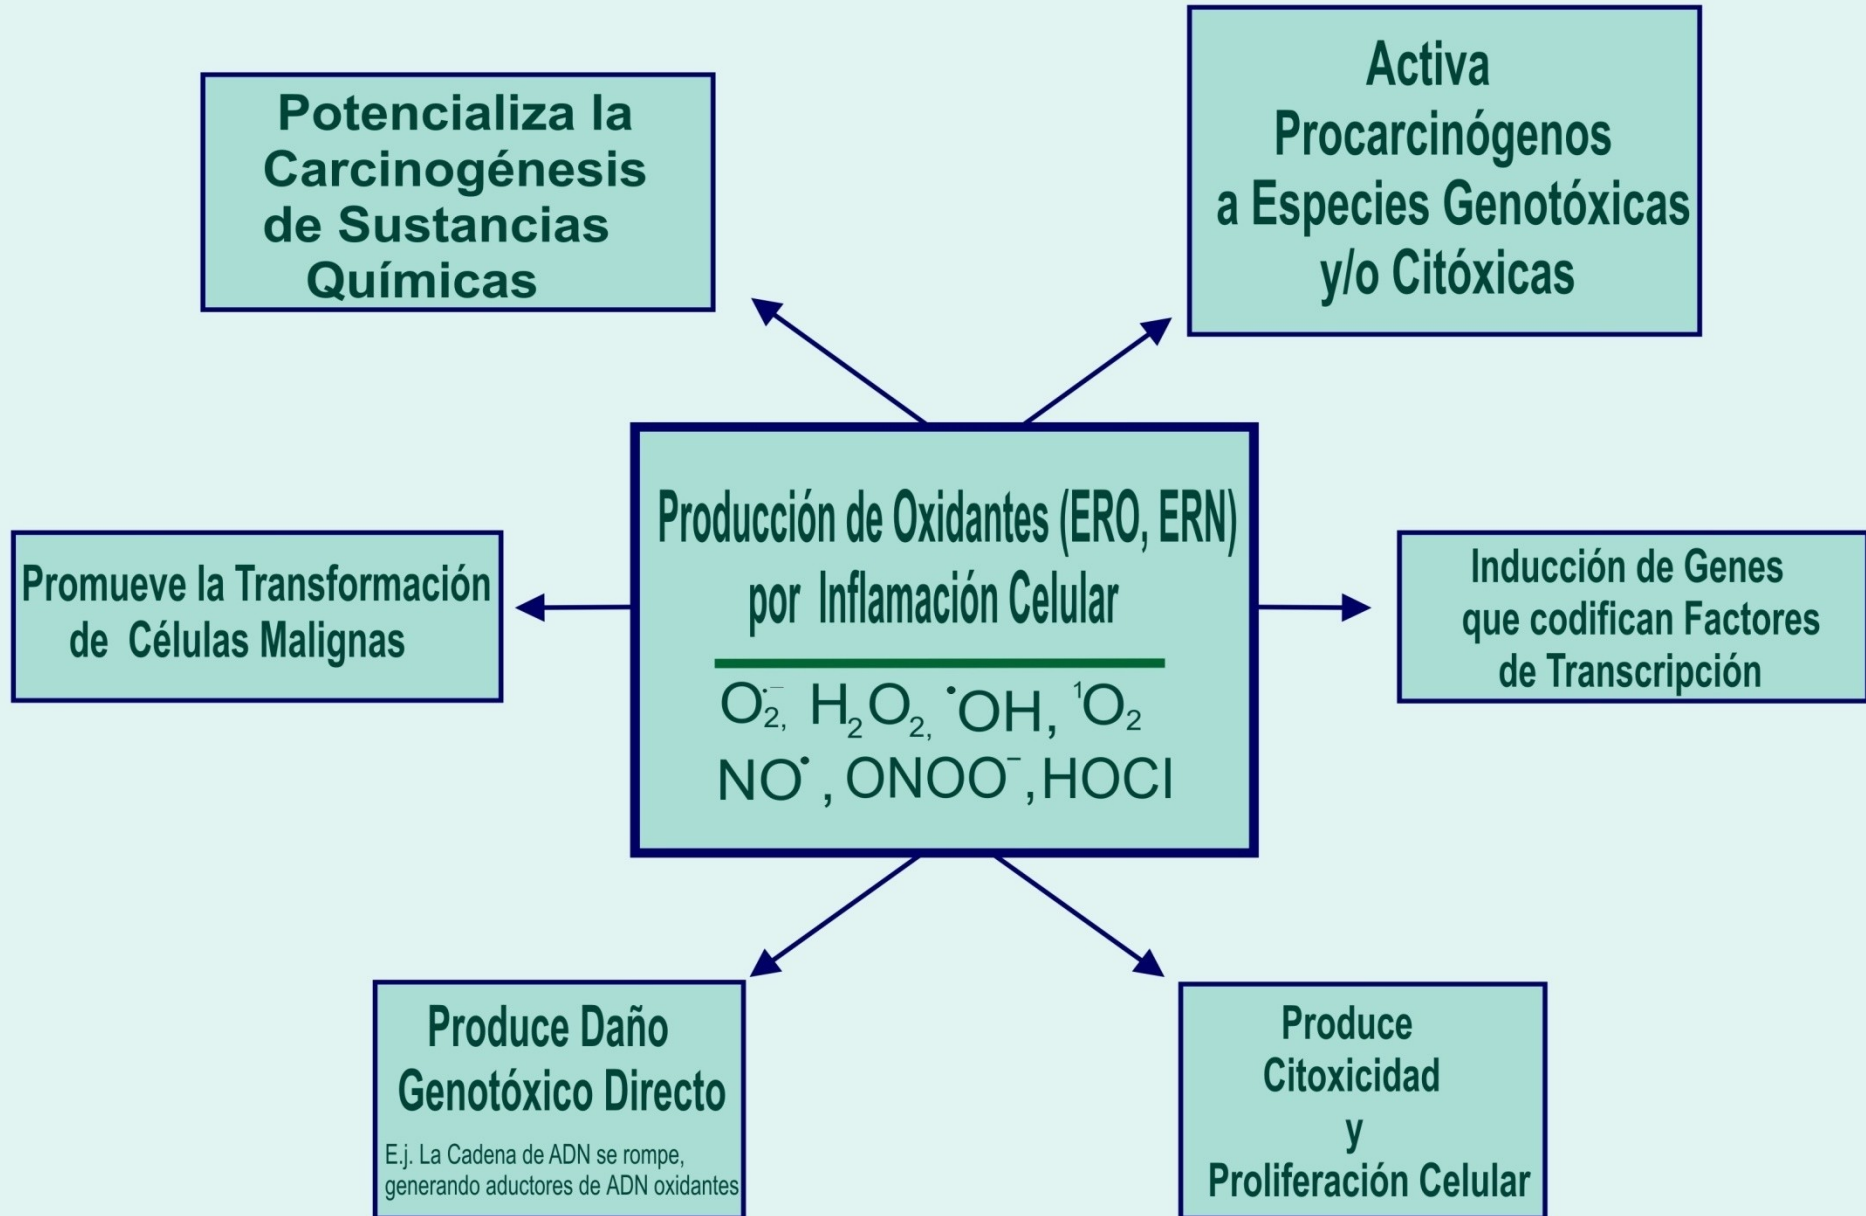 Potencializa la
Carcinogénesis
de Sustancias
Químicas
Activa
Procarcinógenos
a Especies Genotóxicas
y/o Citóxicas
Producción de Oxidantes (ERO, ERN)
por Inflamación Celular
O₂·⁻, H₂O₂, •OH, ¹O₂
NO•, ONOO⁻, HOCl
Promueve la Transformación
de Células Malignas
Inducción de Genes
que codifican Factores
de Transcripción
Produce Daño
Genotóxico Directo
E.j. La Cadena de ADN se rompe,
generando aductores de ADN oxidantes
Produce
Citoxicidad
y
Proliferación Celular